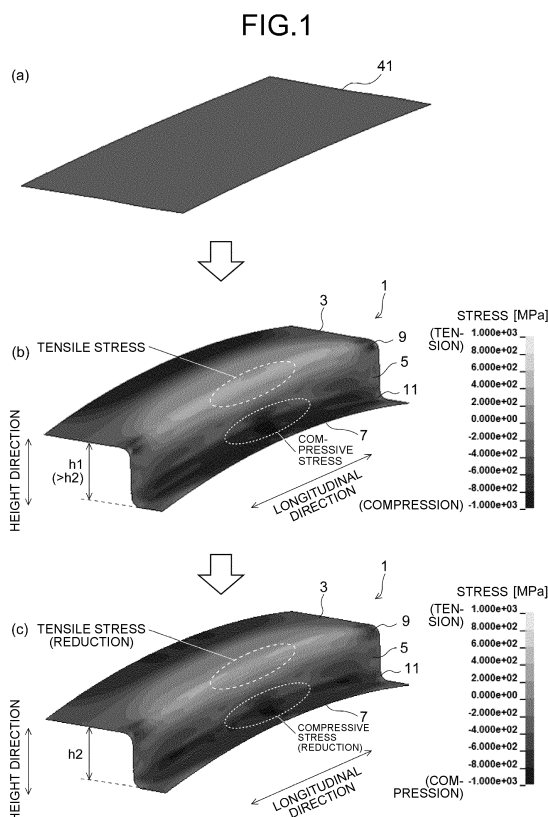 FIG.1
(a)
41
1
3
9
5
11
7
(b)
TENSILE STRESS
COM-
PRESSIVE
STRESS
HEIGHT DIRECTION
h1
(>h2)
LONGITUDINAL
DIRECTION
STRESS [MPa]
(TEN-
SION)
1.000e+03
8.000e+02
6.000e+02
4.000e+02
2.000e+02
0.000e+00
-2.000e+02
-4.000e+02
-6.000e+02
-8.000e+02
-1.000e+03
(COMPRESSION)
1
3
9
5
11
7
(c)
TENSILE STRESS
(REDUCTION)
COMPRESSIVE
STRESS
(REDUCTION)
HEIGHT DIRECTION
h2
LONGITUDINAL
DIRECTION
STRESS [MPa]
(TEN-
SION)
1.000e+03
8.000e+02
6.000e+02
4.000e+02
2.000e+02
0.000e+00
-2.000e+02
-4.000e+02
-6.000e+02
-8.000e+02
-1.000e+03
(COM-
PRESSION)